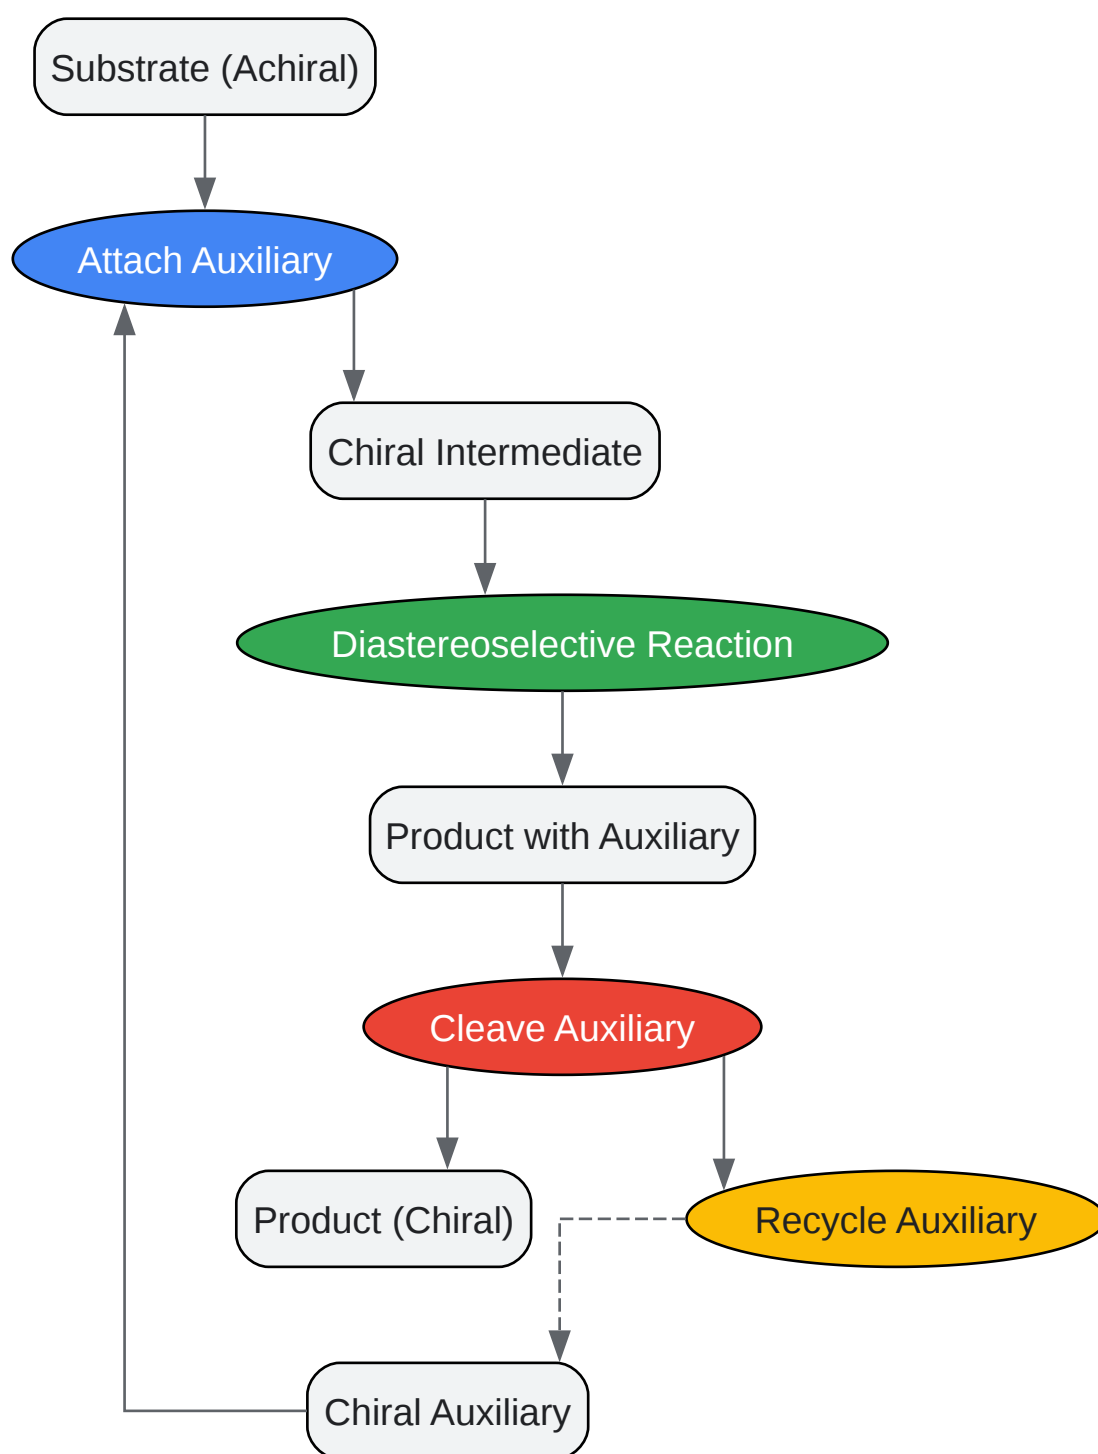 Substrate (Achiral)
Attach Auxiliary
Chiral Intermediate
Diastereoselective Reaction
Product with Auxiliary
Cleave Auxiliary
Product (Chiral)
Recycle Auxiliary
Chiral Auxiliary